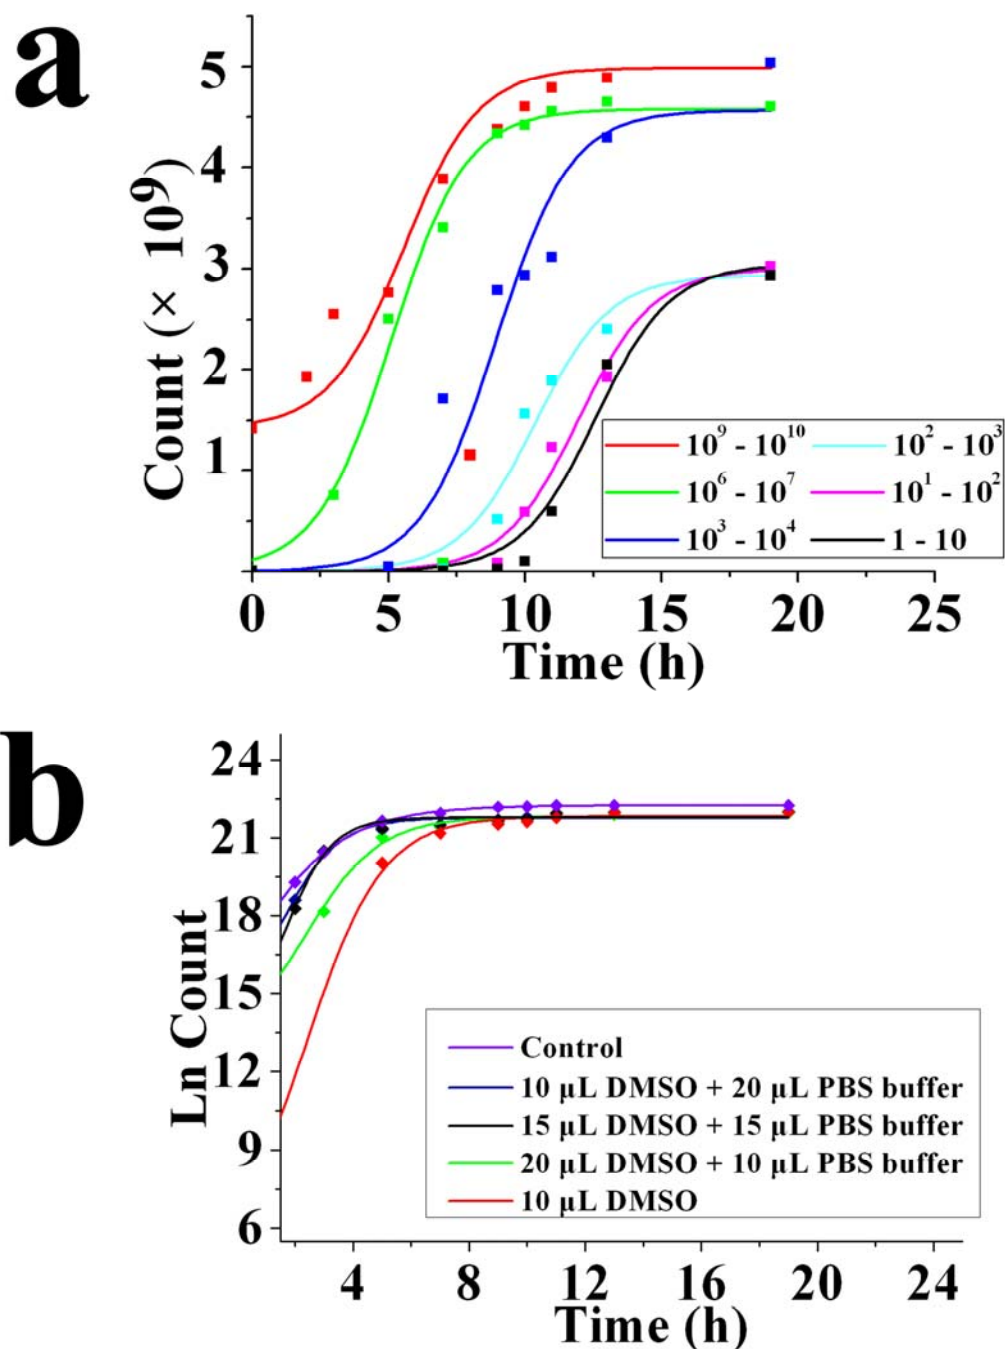 a
Count (× 10⁹)
5
4
3
2
1
10⁹ - 10¹⁰ 10² - 10³
10⁶ - 10⁷ 10¹ - 10²
10³ - 10⁴ 1 - 10
0 5 10 15 20 25
Time (h)
b
Ln Count
24
21
18
15
12
9
6
Control
10 µL DMSO + 20 µL PBS buffer
15 µL DMSO + 15 µL PBS buffer
20 µL DMSO + 10 µL PBS buffer
10 µL DMSO
4 8 12 16 20 24
Time (h)